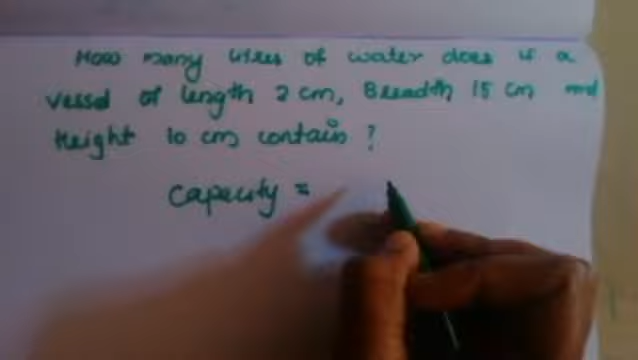 How many litres of water does if a
vessel of length 2 cm, Breadth 15 cm and
Height 10 cm contain ?
Capacity =